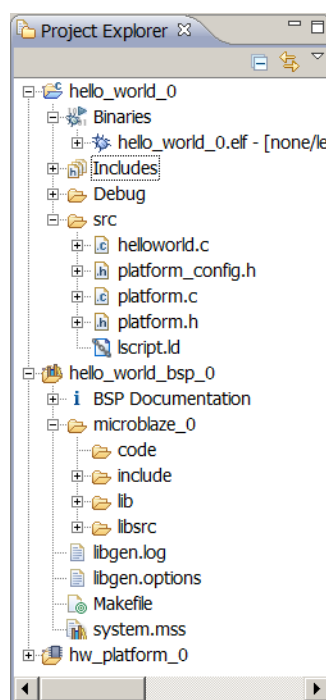 Project Explorer
hello_world_0
Binaries
hello_world_0.elf - [none/le
Includes
Debug
src
helloworld.c
platform_config.h
platform.c
platform.h
lscript.ld
hello_world_bsp_0
BSP Documentation
microblaze_0
code
include
lib
libsrc
libgen.log
libgen.options
Makefile
system.mss
hw_platform_0